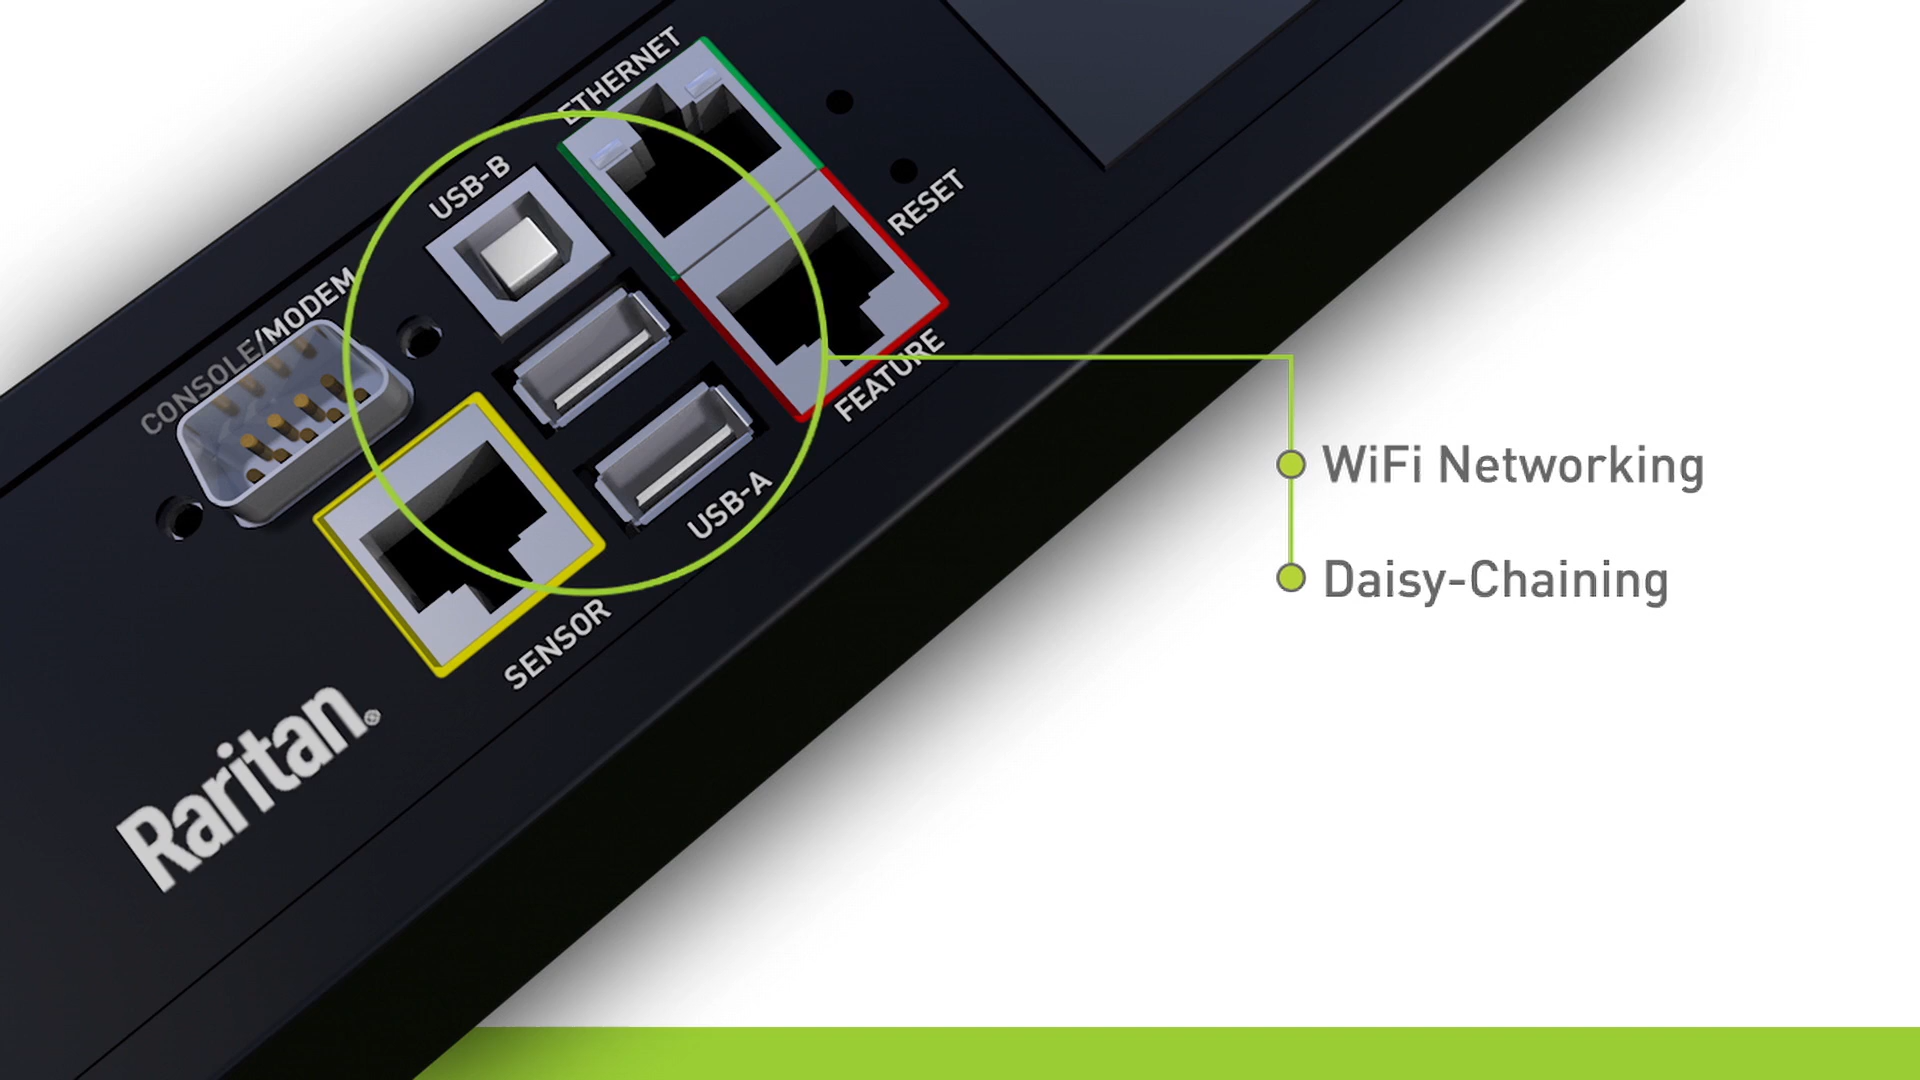 ETHERNET
USB-B
RESET
CONSOLE/MODEM
FEATURE
USB-A
SENSOR
Raritan®
WiFi Networking
Daisy-Chaining